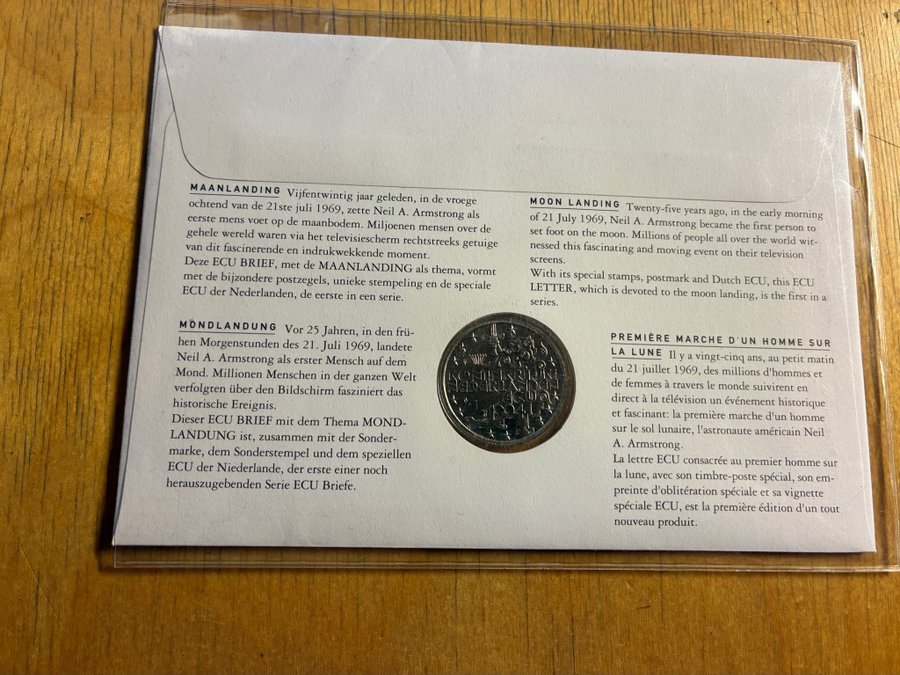 MAANLANDING Vijfentwintig jaar geleden, in de vroege
ochtend van de 21ste juli 1969, zette Neil A. Armstrong als
eerste mens voet op de maanbodem. Miljoenen mensen over de
gehele wereld waren via het televisiescherm rechtstreeks getuige
van dit fascinerende en indrukwekkende moment.
Deze ECU BRIEF, met de MAANLANDING als thema, vormt
met de bijzondere postzegels, unieke stempeling en de speciale
ECU der Nederlanden, de eerste in een serie.
MOON LANDING Twenty-five years ago, in the early morning
of 21 July 1969, Neil A. Armstrong became the first person to
set foot on the moon. Millions of people all over the world wit-
nessed this fascinating and moving event on their television
screens.
With its special stamps, postmark and Dutch ECU, this ECU
LETTER, which is devoted to the moon landing, is the first in a
series.
MONDLANDUNG Vor 25 Jahren, in den frü-
hen Morgenstunden des 21. Juli 1969, landete
Neil A. Armstrong als erster Mensch auf dem
Mond. Millionen Menschen in der ganzen Welt
verfolgten über den Bildschirm fasziniert das
historische Ereignis.
Dieser ECU BRIEF mit dem Thema MOND-
LANDUNG ist, zusammen mit der Sonder-
marke, dem Sonderstempel und dem speziellen
ECU der Niederlande, der erste einer noch
herauszugebenden Serie ECU Briefe.
PREMIÈRE MARCHE D'UN HOMME SUR
LA LUNE Il y a vingt-cinq ans, au petit matin
du 21 juillet 1969, des millions d'hommes et
de femmes à travers le monde suivirent en
direct à la télévision un événement historique
et fascinant: la première marche d'un homme
sur le sol lunaire, l'astronaute américain Neil
A. Armstrong.
La lettre ECU consacrée au premier homme sur
la lune, avec son timbre-poste spécial, son em-
preinte d'oblitération spéciale et sa vignette
spéciale ECU, est la première édition d'un tout
nouveau produit.